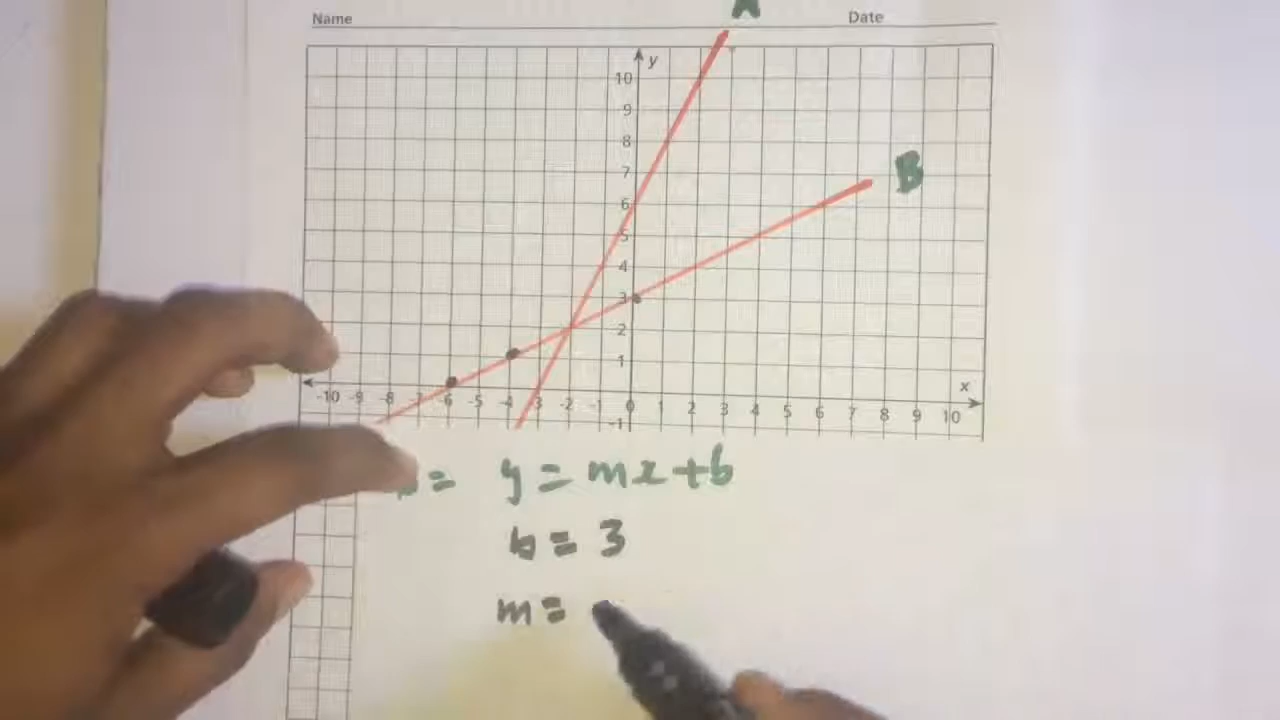 Name Date
A
y
10
9
8
7
B
6
5
4
3
2
1
x
-10 -9 -8 -7 -6 -5 -4 -3 -2 -1 0 1 2 3 4 5 6 7 8 9 10
-1
= y = mx + b
b = 3
m =